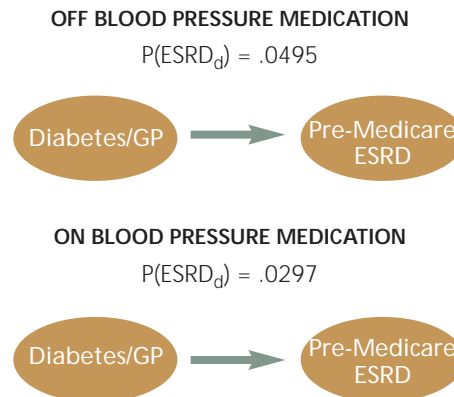 OFF BLOOD PRESSURE MEDICATION
P(ESRDd) = .0495
Diabetes/GP
Pre-Medicare
ESRD
ON BLOOD PRESSURE MEDICATION
P(ESRDd) = .0297
Diabetes/GP
Pre-Medicare
ESRD